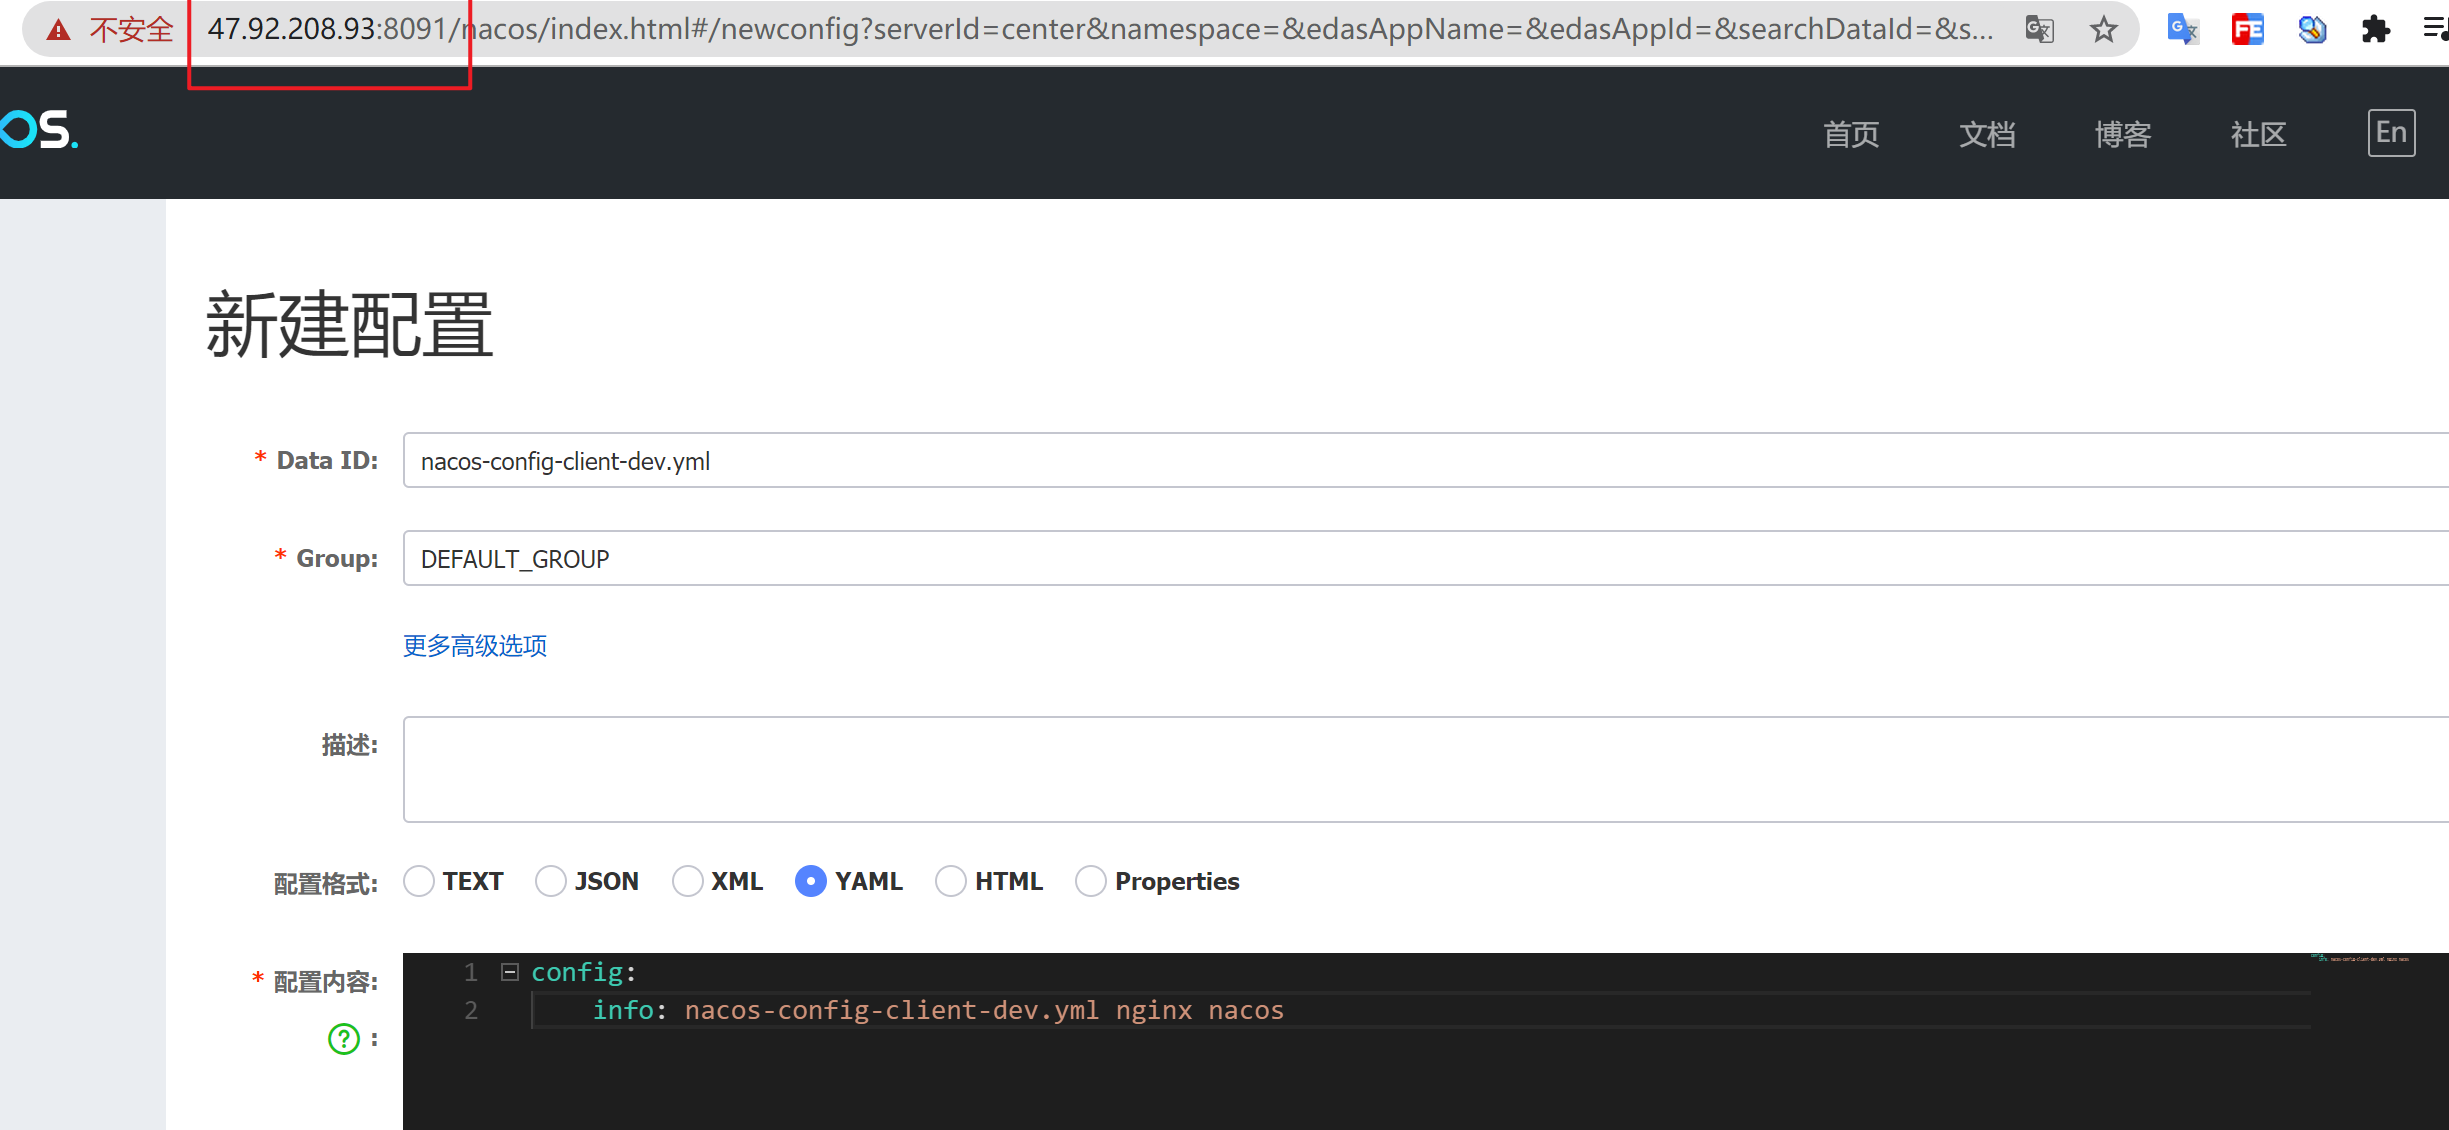 不安全 47.92.208.93:8091/nacos/index.html#/newconfig?serverId=center&namespace=&edasAppName=&edasAppId=&searchDataId=&s...
OS.
首页 文档 博客 社区 En
新建配置
* Data ID: nacos-config-client-dev.yml
* Group: DEFAULT_GROUP
更多高级选项
描述:
配置格式: TEXT JSON XML YAML HTML Properties
* 配置内容:
? :
1 config:
2 info: nacos-config-client-dev.yml nginx nacos